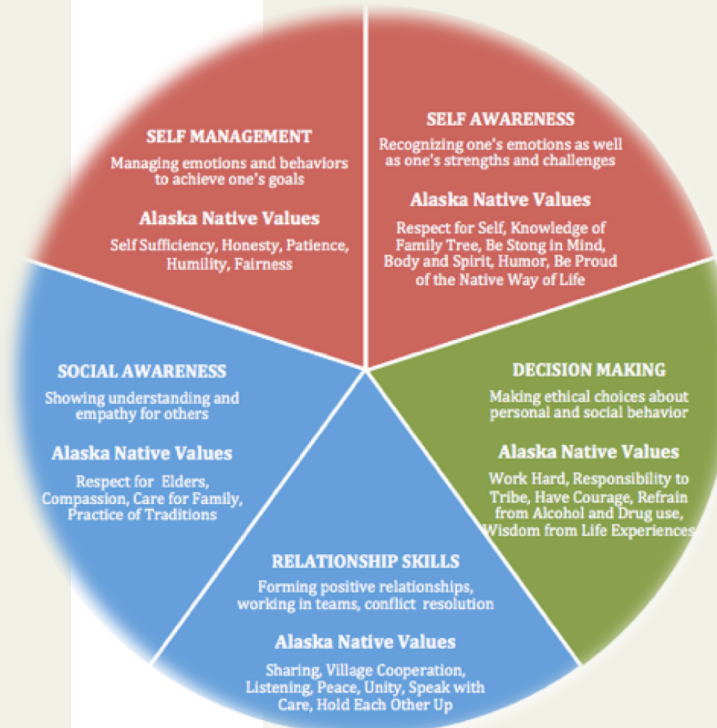 SELF MANAGEMENT
Managing emotions and behaviors
to achieve one's goals
Alaska Native Values
Self Sufficiency, Honesty, Patience,
Humility, Fairness
SELF AWARENESS
Recognizing one's emotions as well
as one's strengths and challenges
Alaska Native Values
Respect for Self, Knowledge of
Family Tree, Be Stong in Mind,
Body and Spirit, Humor, Be Proud
of the Native Way of Life
SOCIAL AWARENESS
Showing understanding and
empathy for others
Alaska Native Values
Respect for Elders,
Compassion, Care for Family,
Practice of Traditions
DECISION MAKING
Making ethical choices about
personal and social behavior
Alaska Native Values
Work Hard, Responsibility to
Tribe, Have Courage, Refrain
from Alcohol and Drug use,
Wisdom from Life Experiences
RELATIONSHIP SKILLS
Forming positive relationships,
working in teams, conflict resolution
Alaska Native Values
Sharing, Village Cooperation,
Listening, Peace, Unity, Speak with
Care, Hold Each Other Up